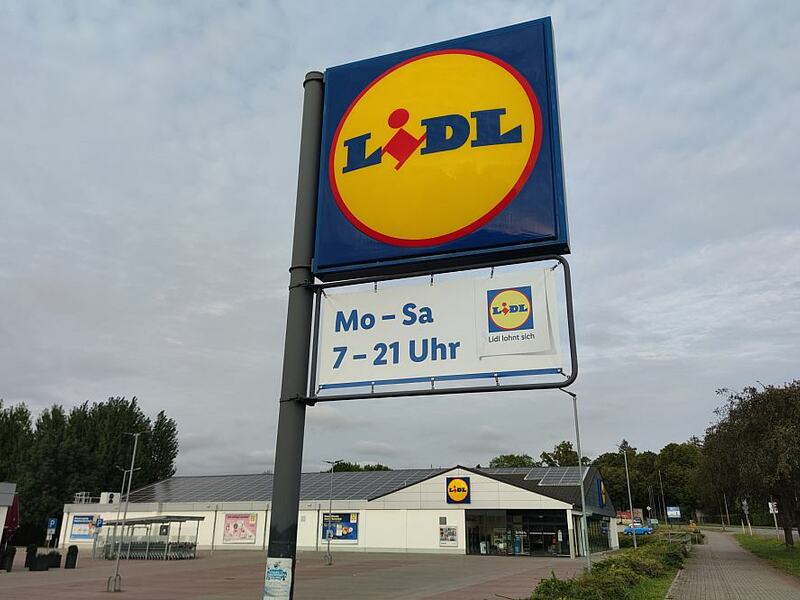 LIDL
Mo – Sa
7 – 21 Uhr
LIDL
Lidl lohnt sich
LIDL
P